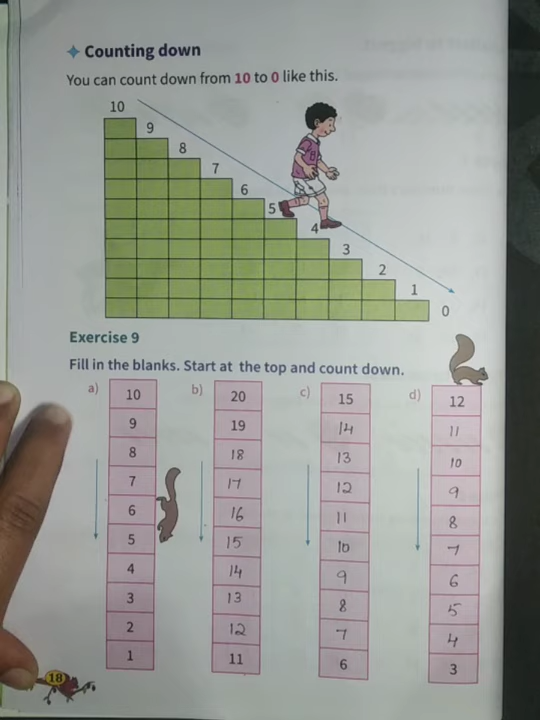 Counting down
You can count down from 10 to 0 like this.
10
9
8
7
6
5
4
3
2
1
0
Exercise 9
Fill in the blanks. Start at the top and count down.
a) 10 b) 20 c) 15 d) 12
9 19 14 11
8 18 13 10
7 17 12 9
6 16 11 8
5 15 10 7
4 14 9 6
3 13 8 5
2 12 7 4
1 11 6 3
18